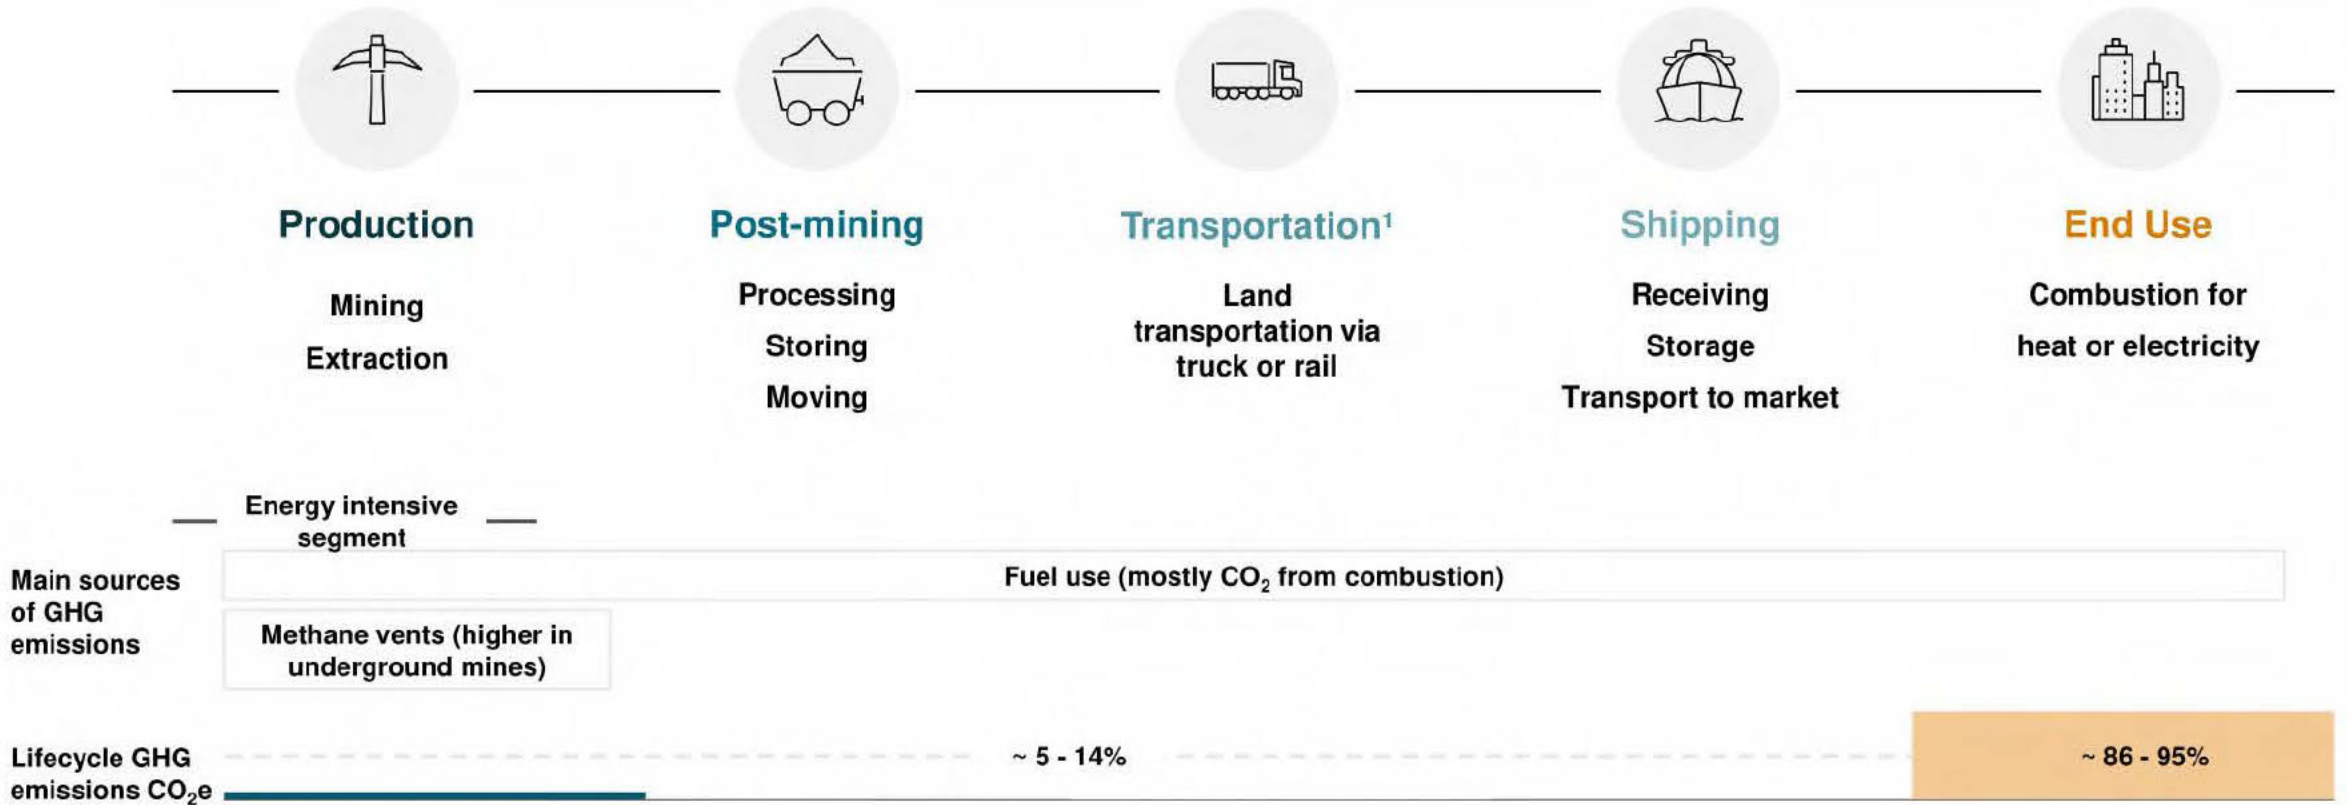 Production
Post-mining
Transportation¹
Shipping
End Use
Mining
Extraction
Processing
Storing
Moving
Land
transportation via
truck or rail
Receiving
Storage
Transport to market
Combustion for
heat or electricity
Energy intensive
segment
Main sources
of GHG
emissions
Fuel use (mostly CO₂ from combustion)
Methane vents (higher in
underground mines)
Lifecycle GHG
emissions CO₂e
~ 5 - 14%
~ 86 - 95%